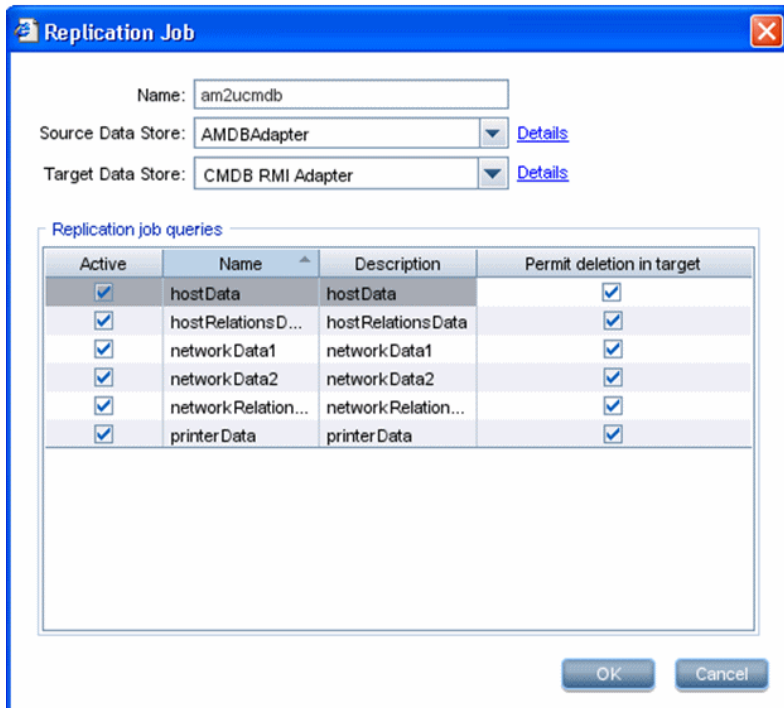 Replication Job
Name: am2ucmdb
Source Data Store: AMDBAdapter Details
Target Data Store: CMDB RMI Adapter Details
Replication job queries
Active Name Description Permit deletion in target
hostData hostData
hostRelationsD... hostRelationsData
networkData1 networkData1
networkData2 networkData2
networkRelation... networkRelation...
printerData printerData
OK Cancel